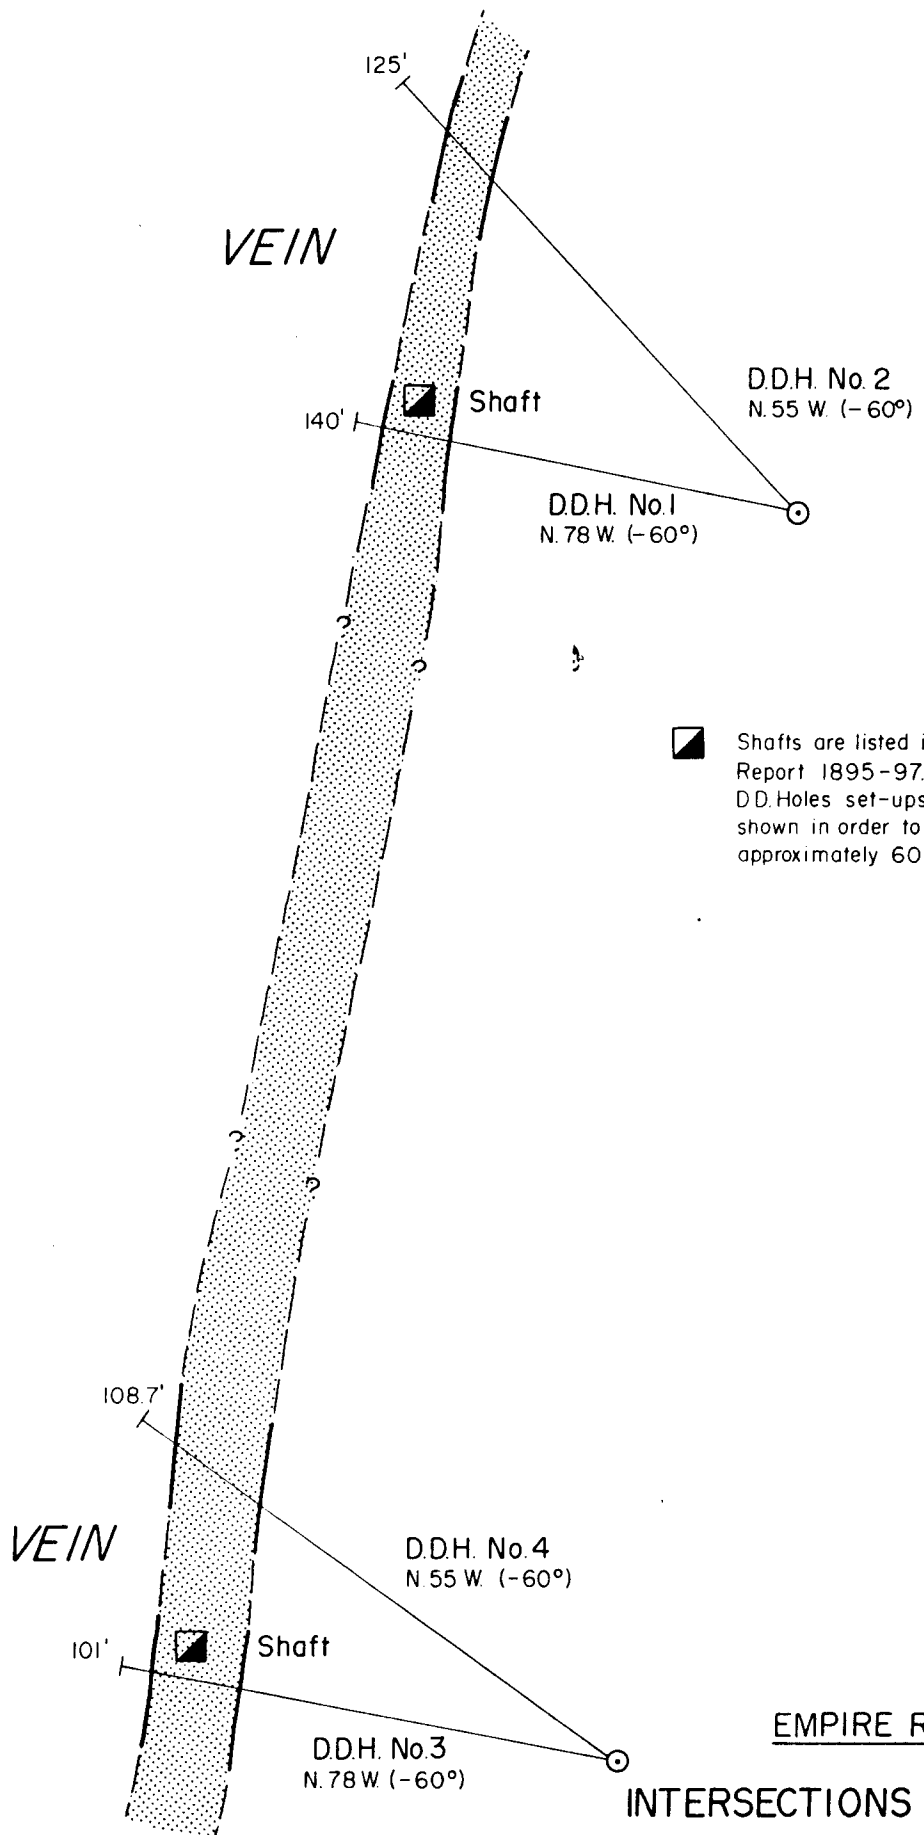 125'
VEIN
D.D.H. No. 2
N. 55 W. (-60°)
Shaft
140'
D.D.H. No. 1
N. 78 W. (-60°)
?
?
Shafts are listed
Report 1895-97.
D.D. Holes set-ups
shown in order to
approximately 60
?
?
108.7'
VEIN
D.D.H. No. 4
N. 55 W. (-60°)
Shaft
101'
D.D.H. No. 3
N. 78 W. (-60°)
EMPIRE
INTERSECTIONS